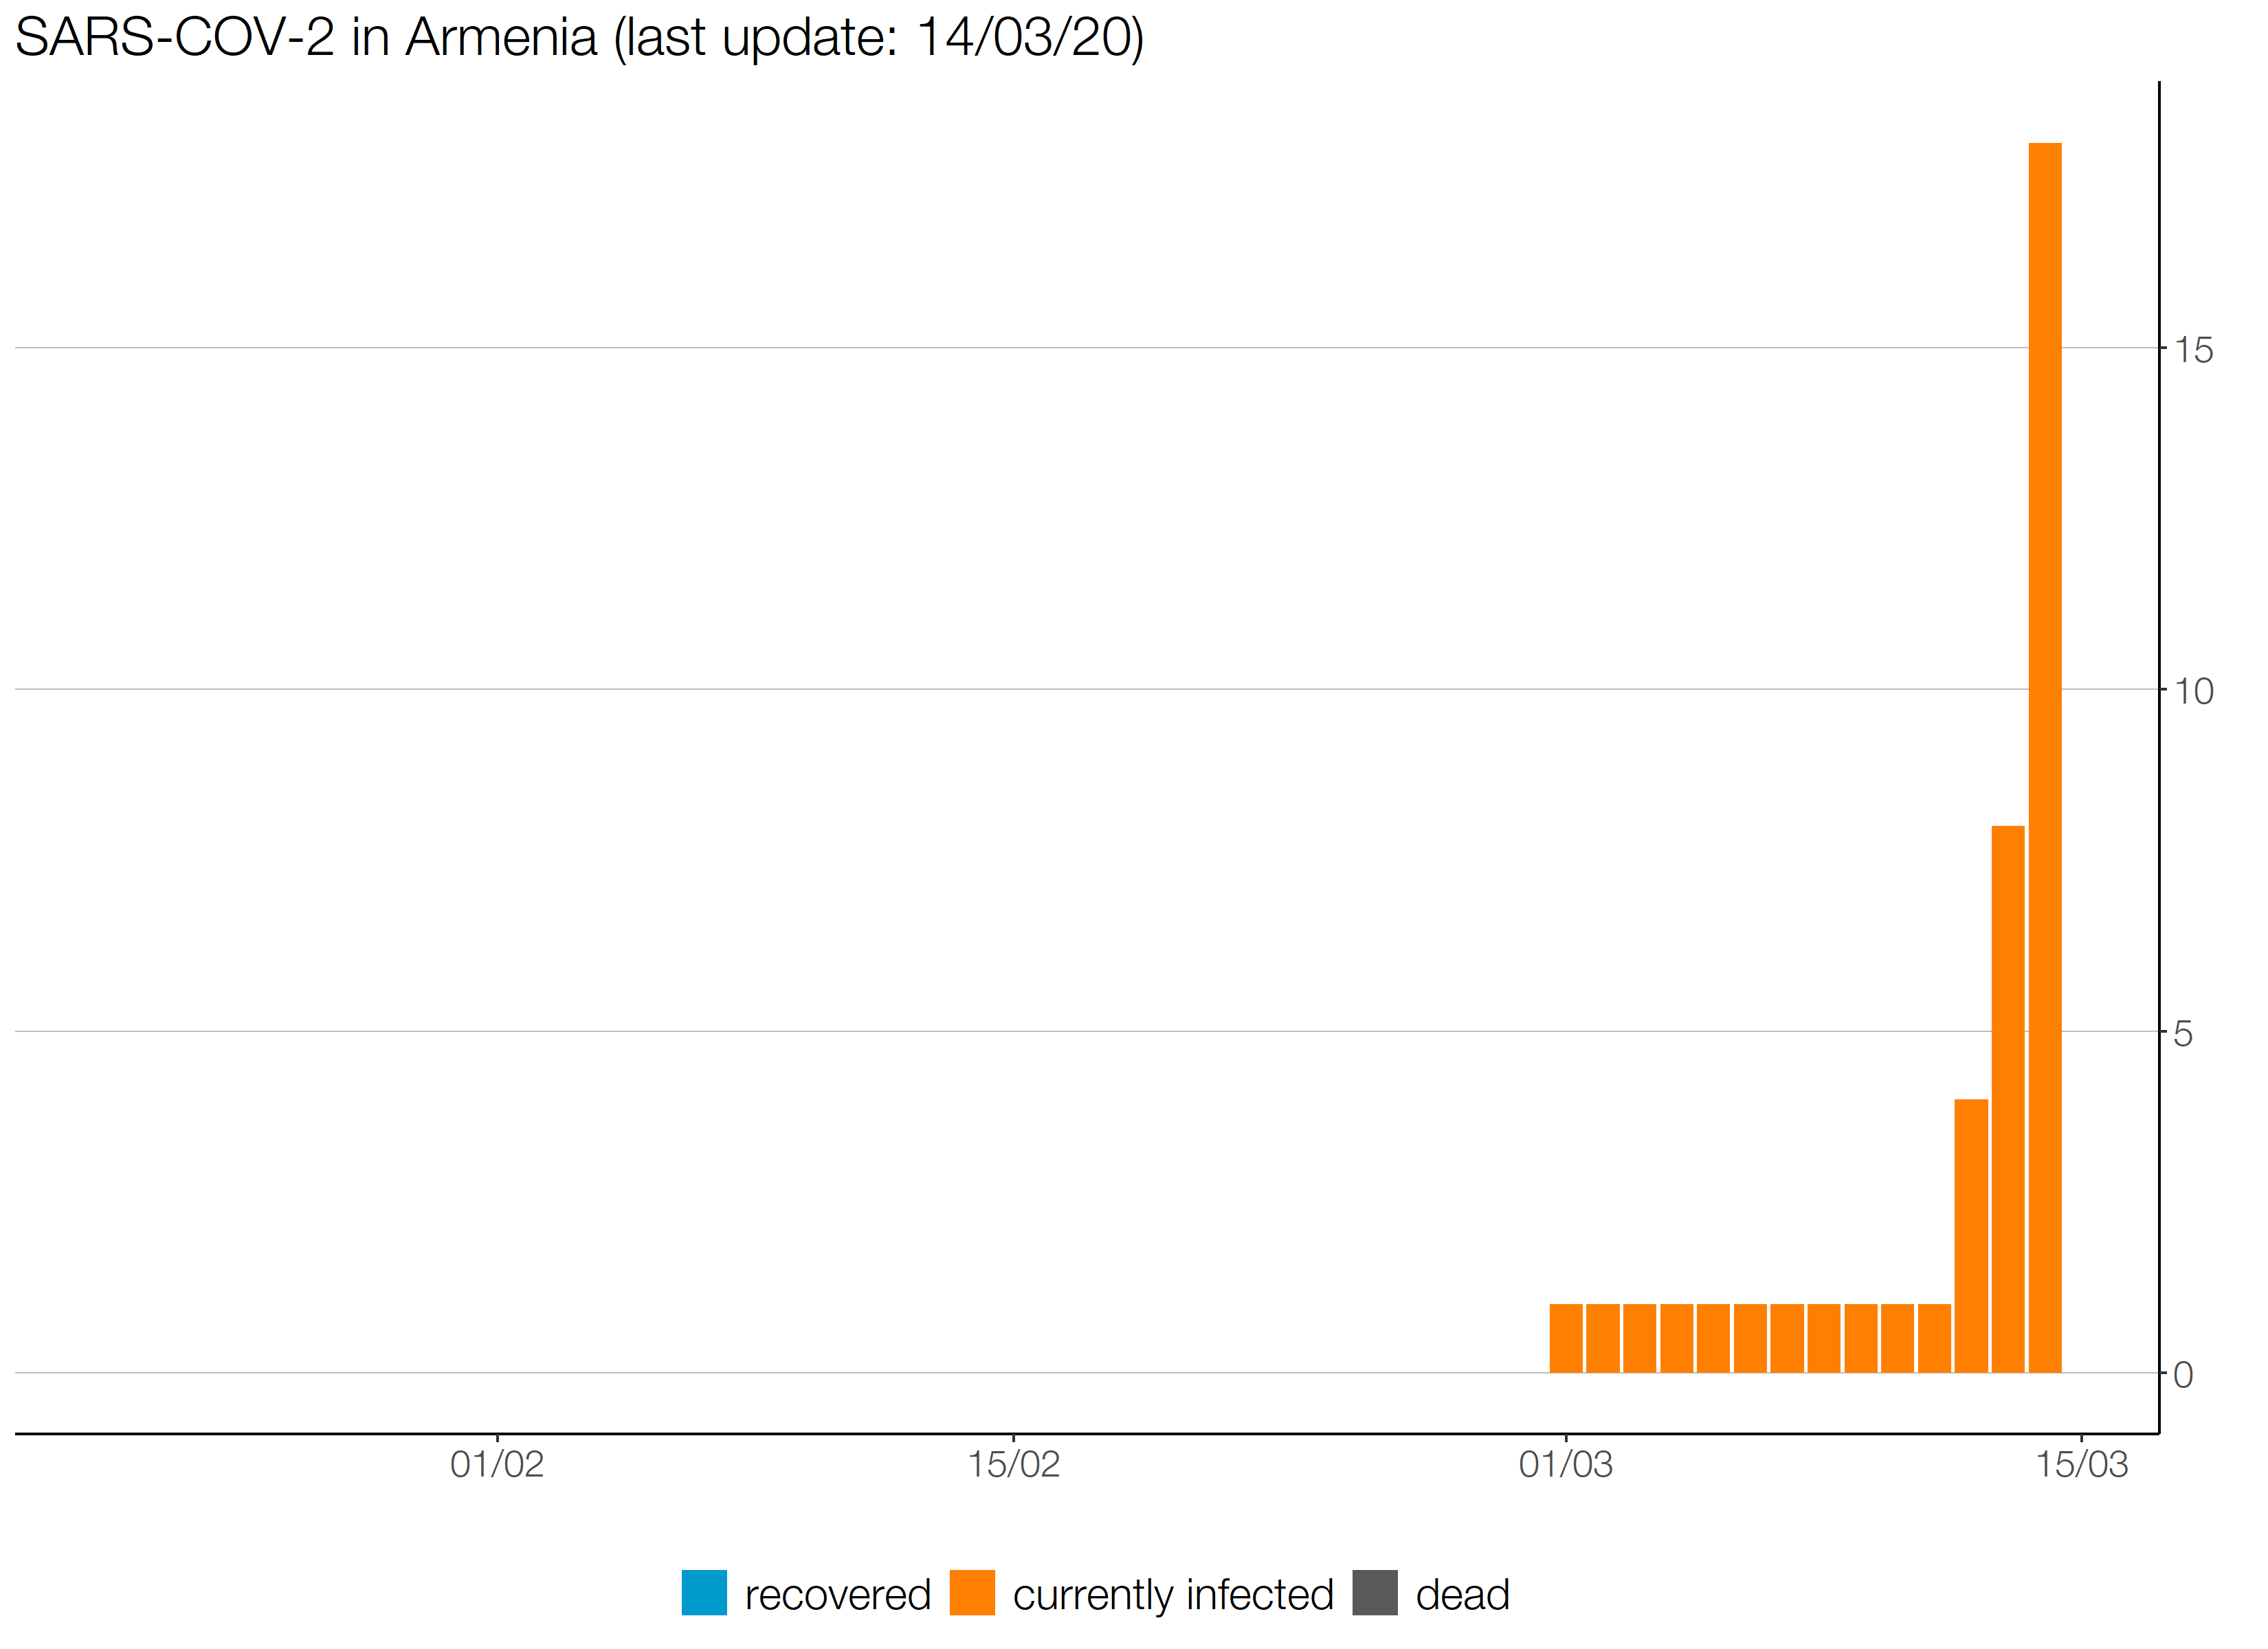 SARS-COV-2 in Armenia (last update: 14/03/20)
15
10
5
0
01/02 15/02 01/03 15/03
recovered currently infected dead